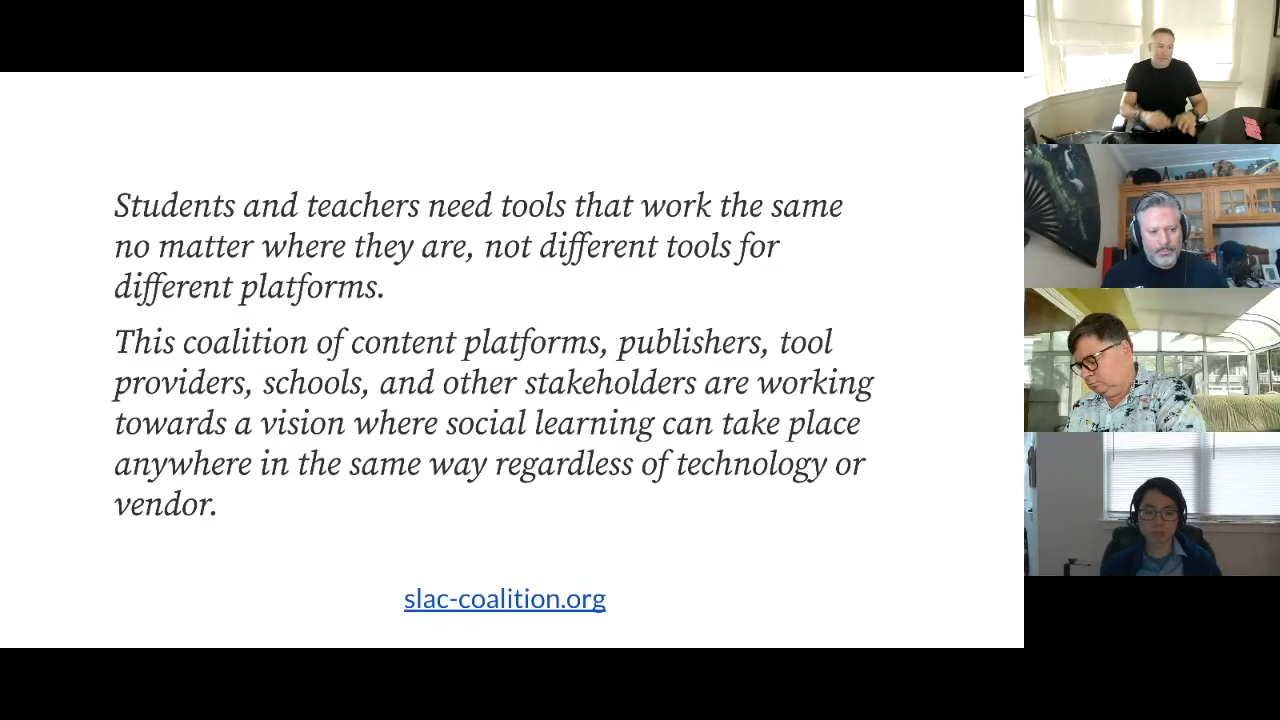 Students and teachers need tools that work the same
no matter where they are, not different tools for
different platforms.
This coalition of content platforms, publishers, tool
providers, schools, and other stakeholders are working
towards a vision where social learning can take place
anywhere in the same way regardless of technology or
vendor.
slac-coalition.org